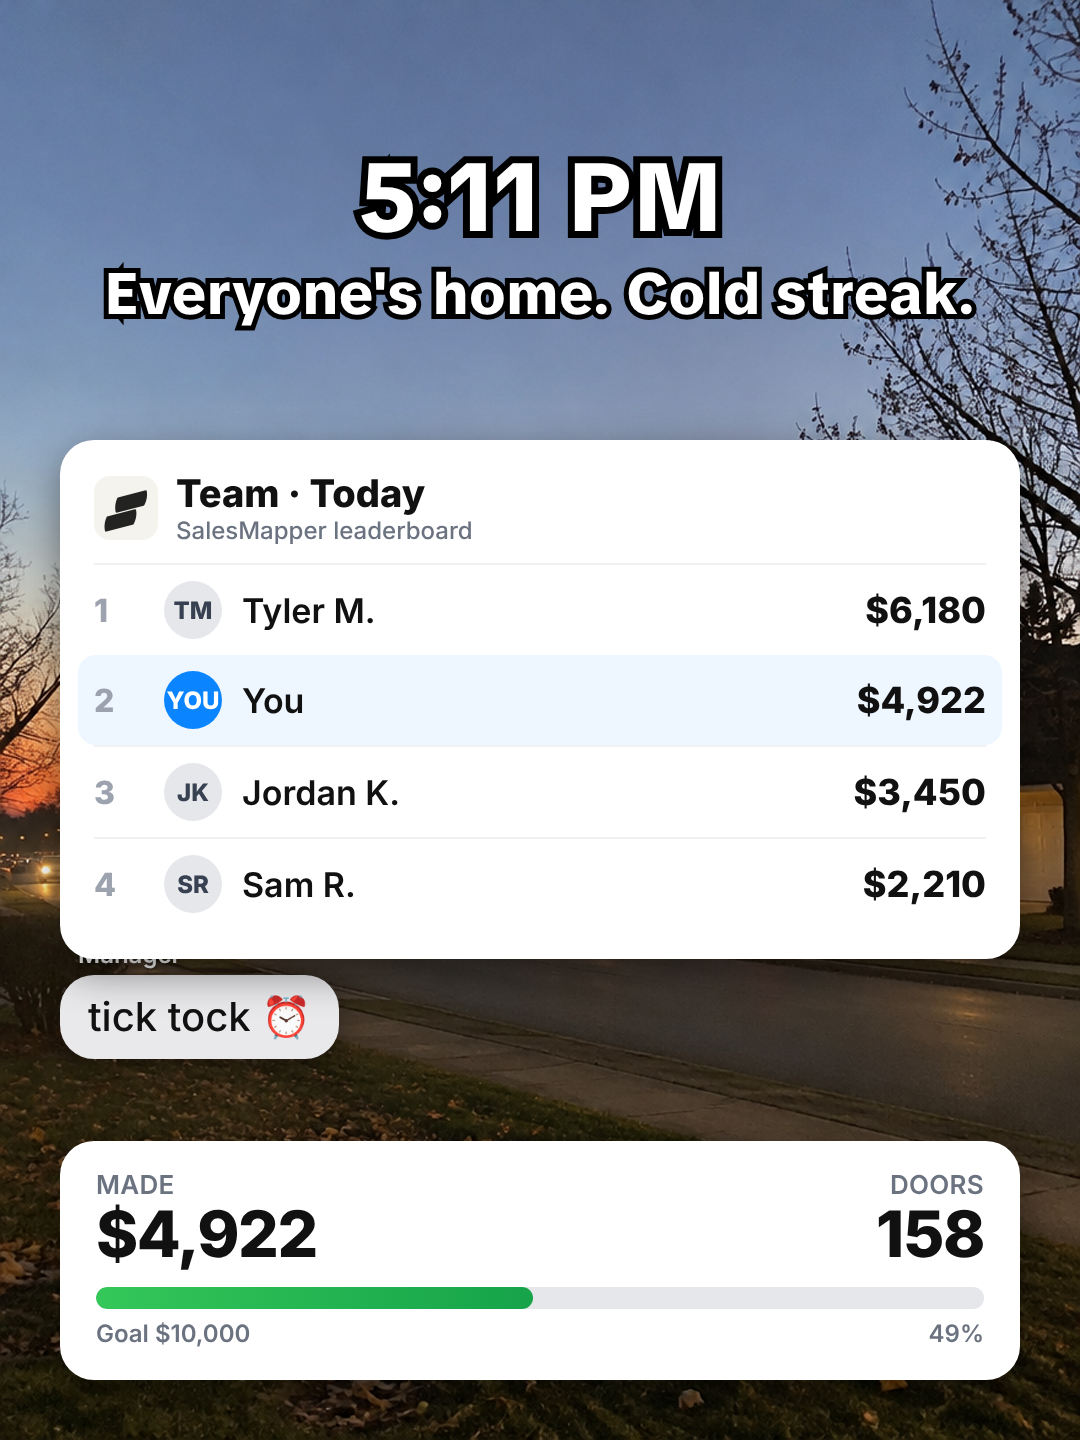 5:11 PM
Everyone's home. Cold streak.
Team · Today
SalesMapper leaderboard
1 TM Tyler M. $6,180
2 YOU You $4,922
3 JK Jordan K. $3,450
4 SR Sam R. $2,210
Manager
tick tock ⏰
MADE DOORS
$4,922 158
Goal $10,000 49%